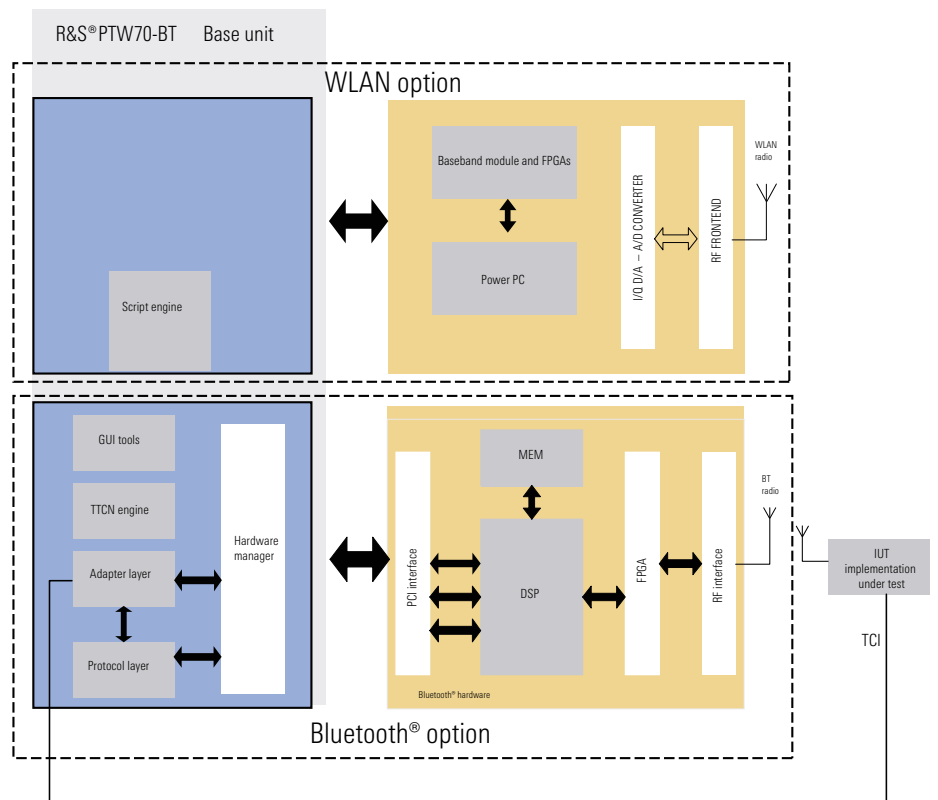 R&S®PTW70-BT Base unit
WLAN option
Baseband module and FPGAs
Power PC
I/Q D/A – A/D CONVERTER
RF FRONTEND
WLAN
radio
Script engine
GUI tools
TTCN engine
Adapter layer
Protocol layer
Hardware
manager
PCI interface
MEM
DSP
FPGA
RF interface
BT
radio
Bluetooth® hardware
IUT
implementation
under test
TCI
Bluetooth® option